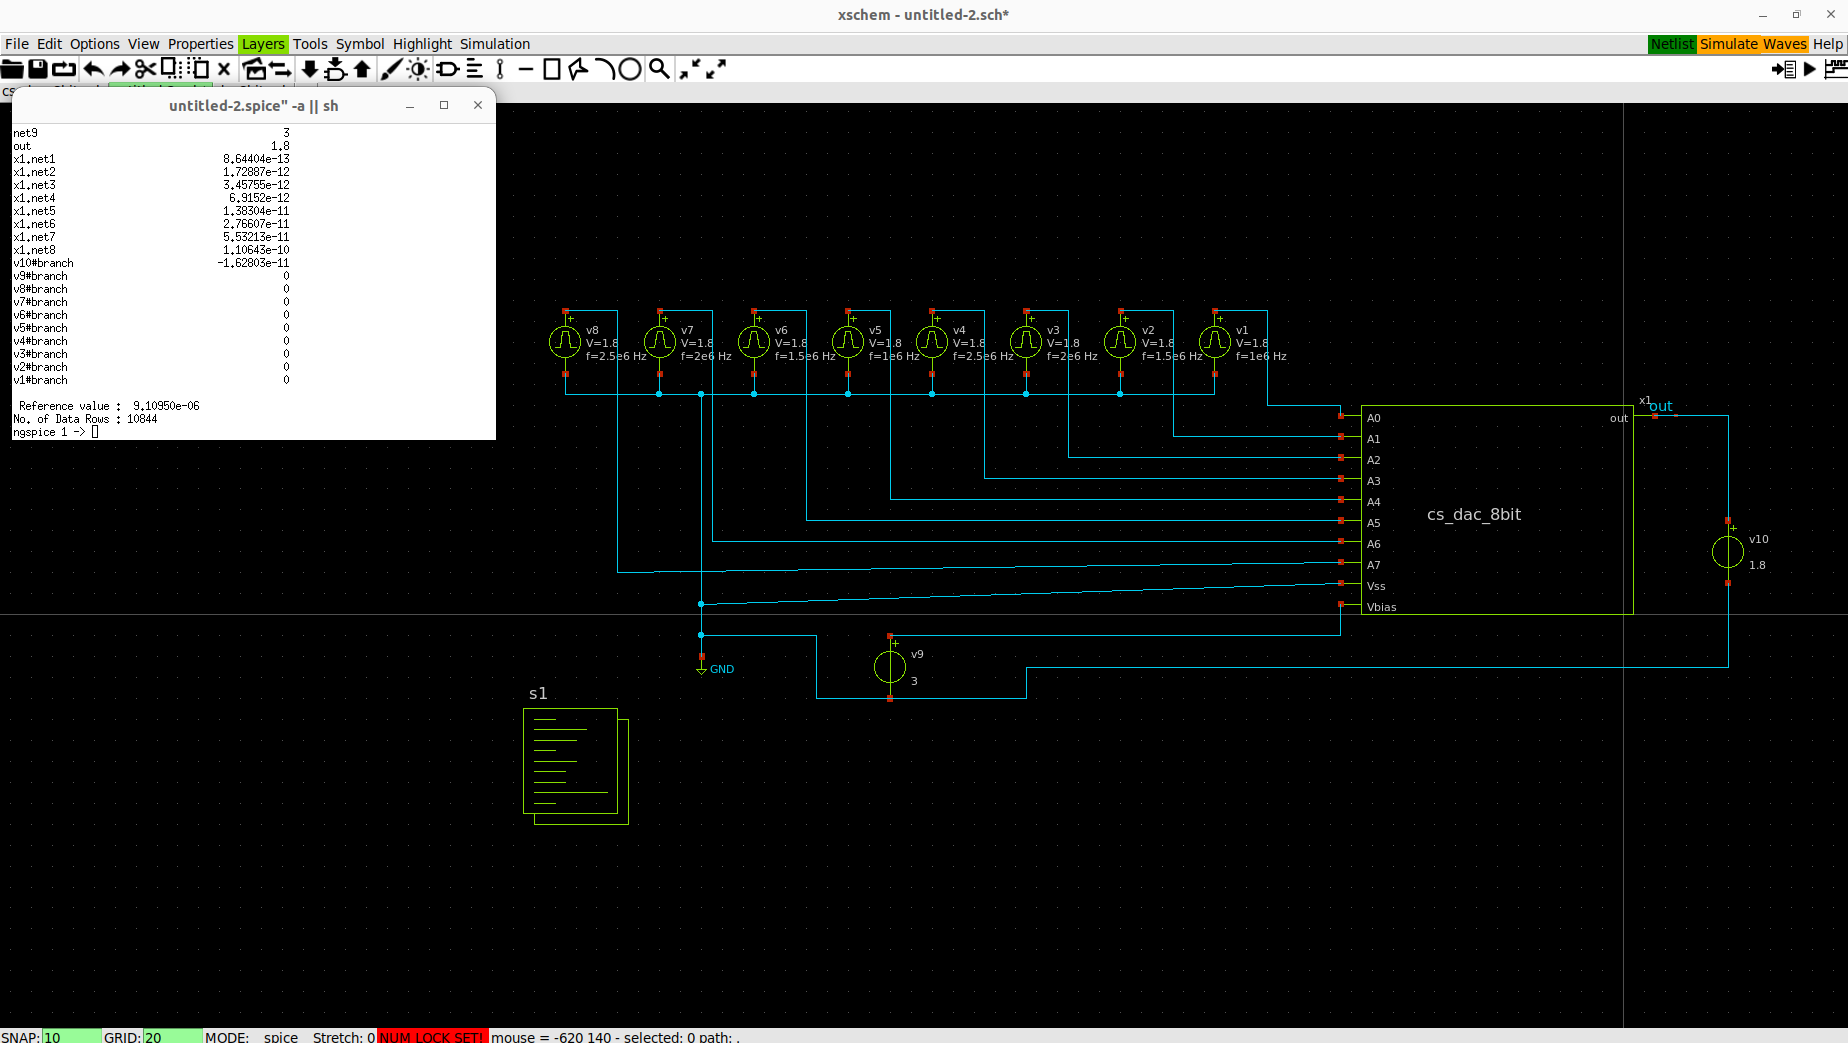 xschem - untitled-2.sch*
File Edit Options View Properties Layers Tools Symbol Highlight Simulation
Netlist Simulate Waves Help
untitled-2.spice" -a || sh
net9 3
out 1.8
x1.net1 8.64404e-13
x1.net2 1.72887e-12
x1.net3 3.45755e-12
x1.net4 6.9152e-12
x1.net5 1.38304e-11
x1.net6 2.76607e-11
x1.net7 5.53213e-11
x1.net8 1.10643e-10
v10#branch -1.62803e-11
v9#branch 0
v8#branch 0
v7#branch 0
v6#branch 0
v5#branch 0
v4#branch 0
v3#branch 0
v2#branch 0
v1#branch 0
Reference value : 9.10950e-06
No. of Data Rows : 10844
ngspice 1 ->
v8 v7 v6 v5 v4 v3 v2 v1
V=1.8 V=1.8 V=1.8 V=1.8 V=1.8 V=1.8 V=1.8 V=1.8
f=2.5e6 Hz f=2e6 Hz f=1.5e6 Hz f=1e6 Hz f=2.5e6 Hz f=2e6 Hz f=1.5e6 Hz f=1e6 Hz
x1 out
A0 out
A1
A2
A3
A4
A5
A6
A7
Vss
Vbias
cs_dac_8bit
v10
1.8
v9
3
GND
s1
SNAP: 10 GRID: 20 MODE: spice Stretch: 0 NUM LOCK SET! mouse = -620 140 - selected: 0 path: .